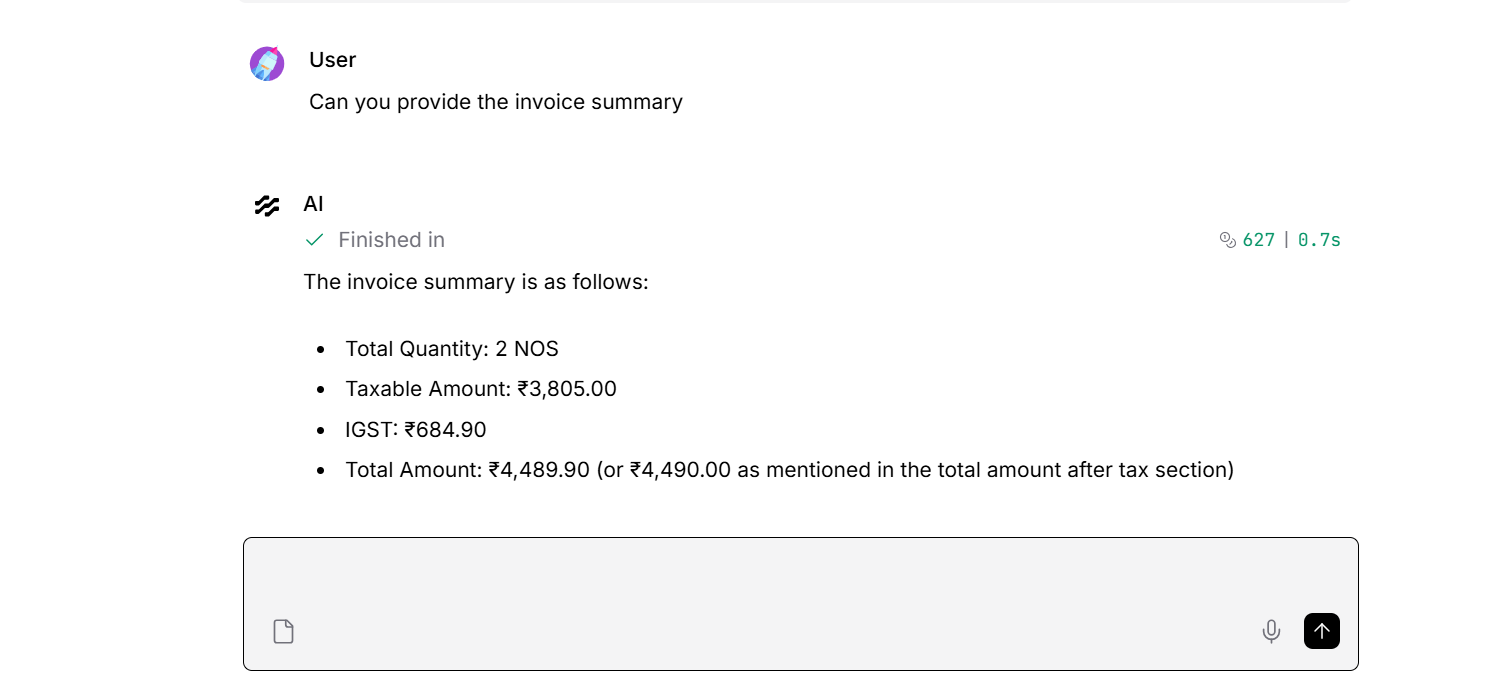 User
Can you provide the invoice summary
AI
Finished in 627 | 0.7s
The invoice summary is as follows:
• Total Quantity: 2 NOS
• Taxable Amount: ₹3,805.00
• IGST: ₹684.90
• Total Amount: ₹4,489.90 (or ₹4,490.00 as mentioned in the total amount after tax section)